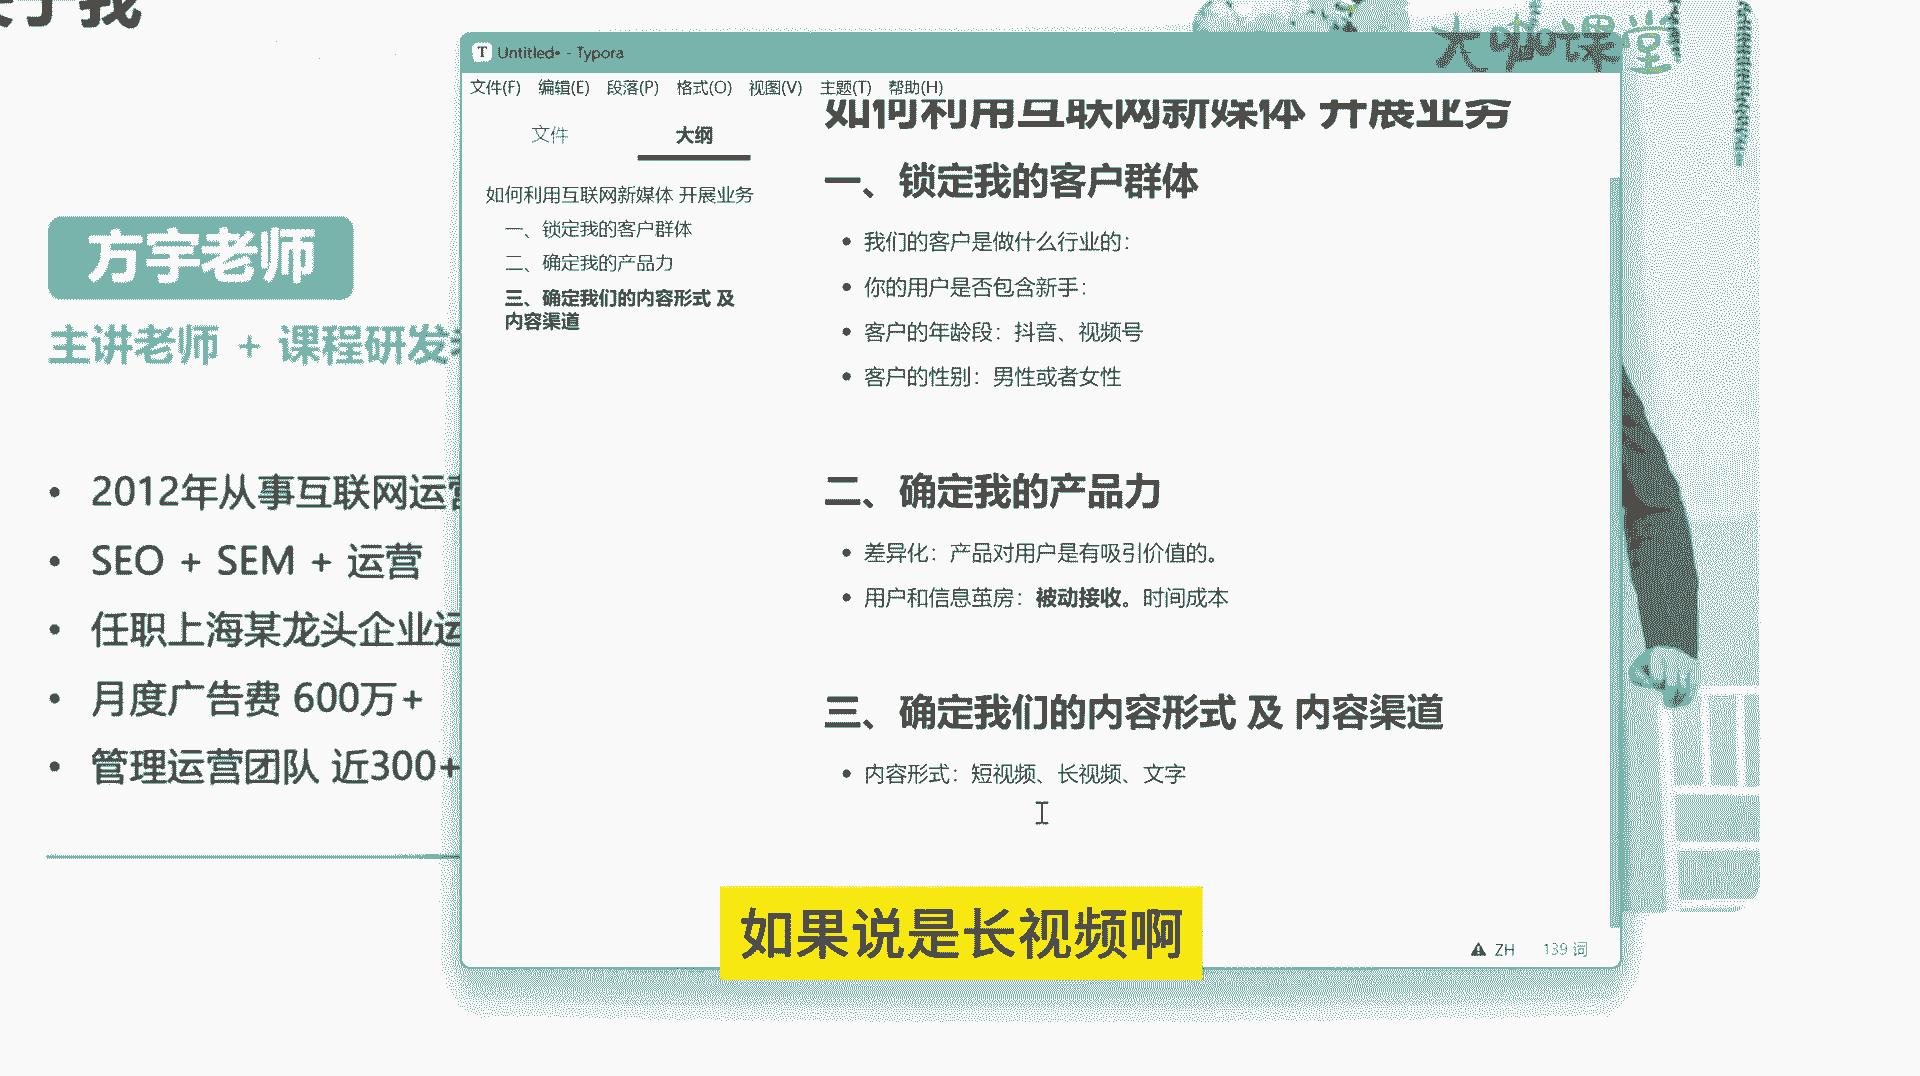 关于我
大咖课堂
方宇老师
主讲老师 + 课程研发
• 2012年从事互联网运营
• SEO + SEM + 运营
• 任职上海某龙头企业运
• 月度广告费 600万+
• 管理运营团队 近300+
T Untitled• - Typora
文件(F) 编辑(E) 段落(P) 格式(O) 视图(V) 主题(T) 帮助(H)
文件 大纲
如何利用互联网新媒体 开展业务
一、锁定我的客户群体
二、确定我的产品力
三、确定我们的内容形式 及
内容渠道
如何利用互联网新媒体 开展业务
一、锁定我的客户群体
• 我们的客户是做什么行业的：
• 你的用户是否包含新手：
• 客户的年龄段：抖音、视频号
• 客户的性别：男性或者女性
二、确定我的产品力
• 差异化：产品对用户是有吸引价值的。
• 用户和信息茧房：被动接收。时间成本
三、确定我们的内容形式 及 内容渠道
• 内容形式：短视频、长视频、文字
如果说是长视频啊
ZH 139 词